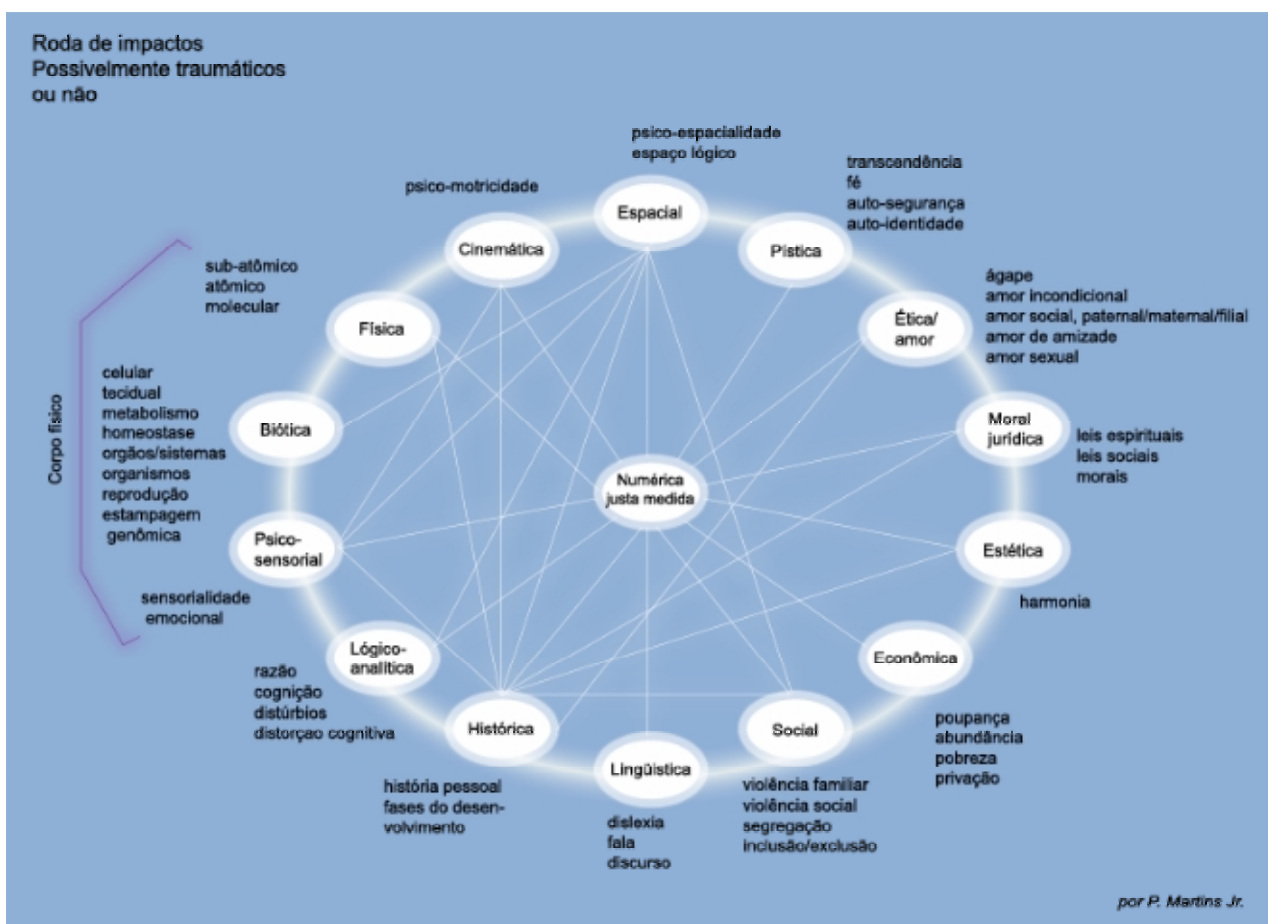 Roda de impactos
Possivelmente traumáticos
ou não
psico-espacialidade
espaço lógico
transcendência
fé
auto-segurança
auto-identidade
psico-motricidade
Espacial
Cinemática
Pística
sub-atômico
atômico
molecular
ágape
amor incondicional
amor social, paternal/maternal/filial
amor de amizade
amor sexual
Física
Ética/
amor
Corpo físico
celular
tecidual
metabolismo
homeostase
orgãos/sistemas
organismos
reprodução
estampagem
genômica
Biótica
Moral
jurídica
leis espirituais
leis sociais
morais
Numérica
justa medida
Psico-
sensorial
Estética
sensorialidade
emocional
harmonia
Lógico-
analítica
Econômica
razão
cognição
distúrbios
distorçao cognitiva
Histórica
Social
poupança
abundância
pobreza
privação
Lingüistica
história pessoal
fases do desen-
volvimento
violência familiar
violência social
segregação
inclusão/exclusão
dislexia
fala
discurso
por P. Martins Jr.